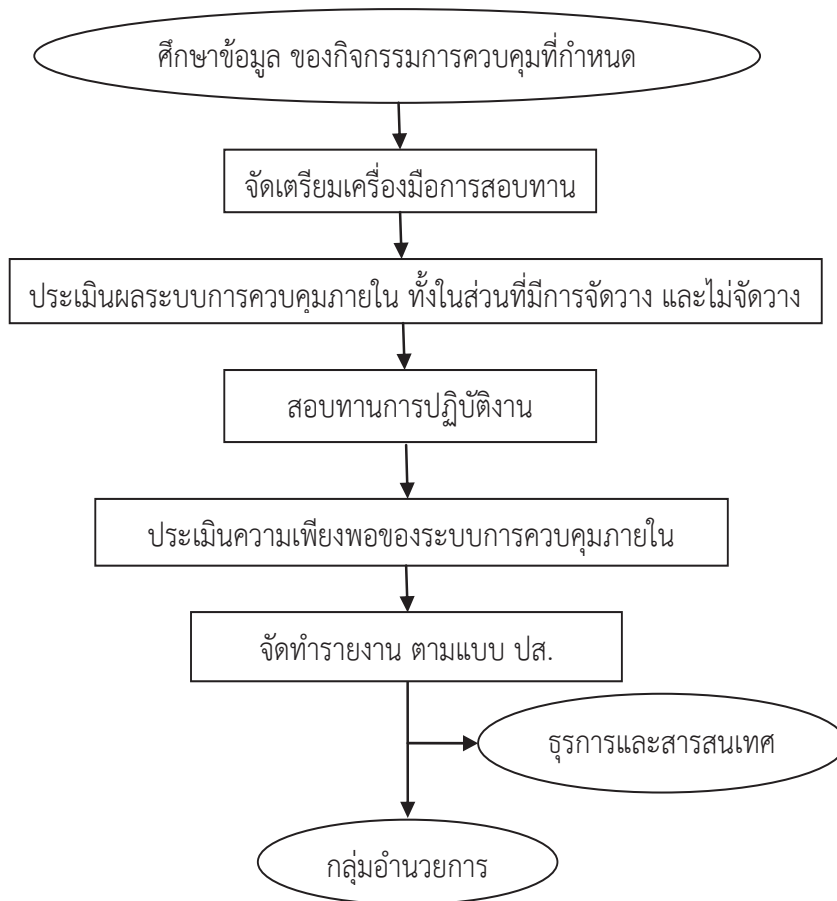 ศึกษาข้อมูล ของกิจกรรมการควบคุมที่กำหนด
จัดเตรียมเครื่องมือการสอบทาน
ประเมินผลระบบการควบคุมภายใน ทั้งในส่วนที่มีการจัดวาง และไม่จัดวาง
สอบทานการปฏิบัติงาน
ประเมินความเพียงพอของระบบการควบคุมภายใน
จัดทำรายงาน ตามแบบ ปส.
ธุรการและสารสนเทศ
กลุ่มอำนวยการ